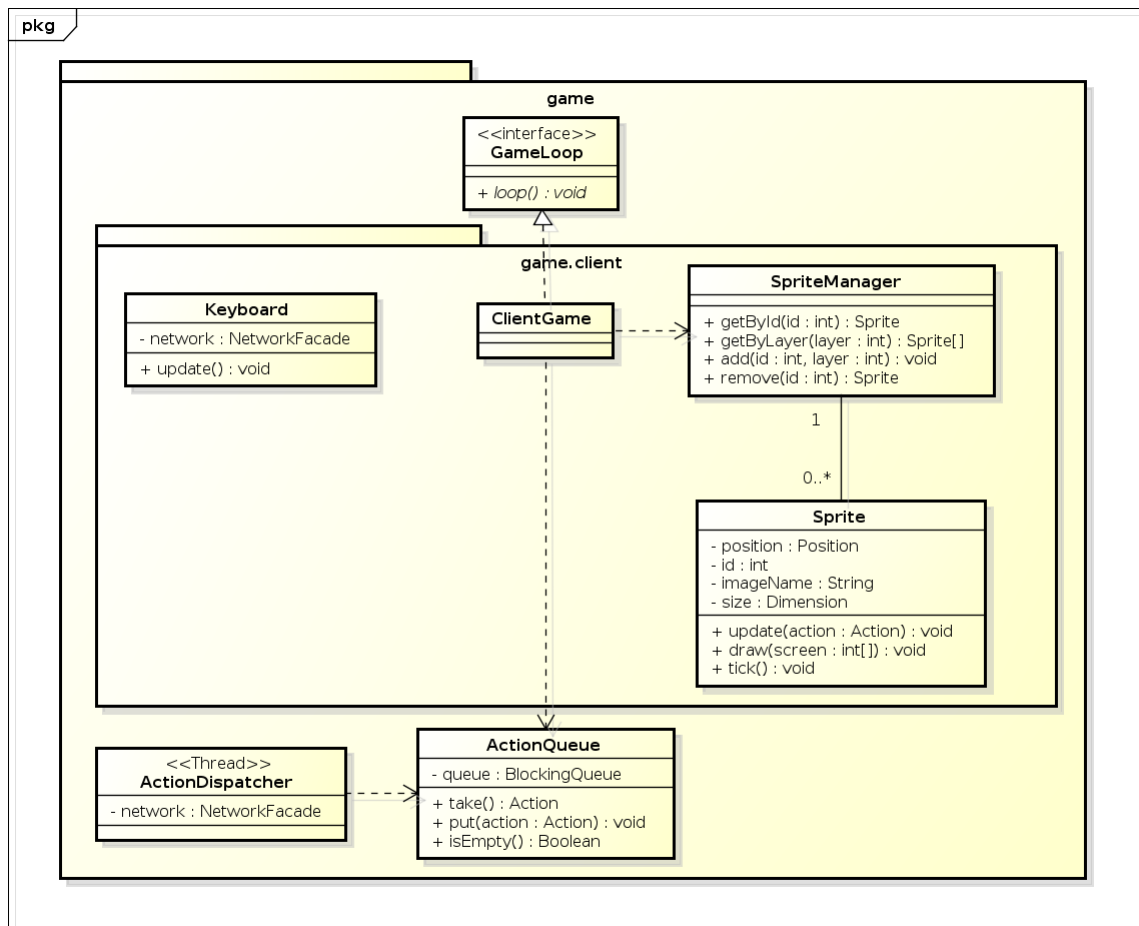 pkg
game
<<interface>>
GameLoop
+ loop() : void
game.client
Keyboard
- network : NetworkFacade
+ update() : void
ClientGame
SpriteManager
+ getById(id : int) : Sprite
+ getByLayer(layer : int) : Sprite[]
+ add(id : int, layer : int) : void
+ remove(id : int) : Sprite
1
0..*
Sprite
- position : Position
- id : int
- imageName : String
- size : Dimension
+ update(action : Action) : void
+ draw(screen : int[]) : void
+ tick() : void
<<Thread>>
ActionDispatcher
- network : NetworkFacade
ActionQueue
- queue : BlockingQueue
+ take() : Action
+ put(action : Action) : void
+ isEmpty() : Boolean